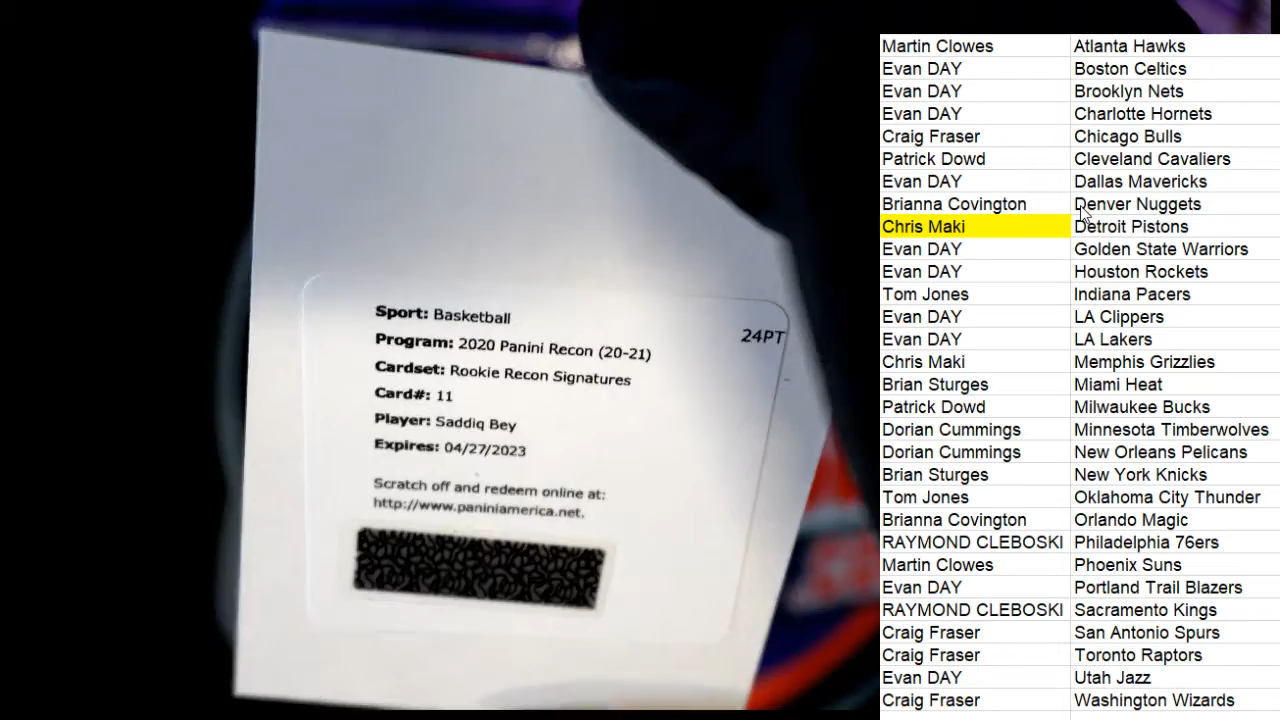 Sport: Basketball
24PT
Program: 2020 Panini Recon (20-21)
Cardset: Rookie Recon Signatures
Card#: 11
Player: Saddiq Bey
Expires: 04/27/2023
Scratch off and redeem online at:
http://www.paniniamerica.net.
Martin Clowes Atlanta Hawks
Evan DAY Boston Celtics
Evan DAY Brooklyn Nets
Evan DAY Charlotte Hornets
Craig Fraser Chicago Bulls
Patrick Dowd Cleveland Cavaliers
Evan DAY Dallas Mavericks
Brianna Covington Denver Nuggets
Chris Maki Detroit Pistons
Evan DAY Golden State Warriors
Evan DAY Houston Rockets
Tom Jones Indiana Pacers
Evan DAY LA Clippers
Evan DAY LA Lakers
Chris Maki Memphis Grizzlies
Brian Sturges Miami Heat
Patrick Dowd Milwaukee Bucks
Dorian Cummings Minnesota Timberwolves
Dorian Cummings New Orleans Pelicans
Brian Sturges New York Knicks
Tom Jones Oklahoma City Thunder
Brianna Covington Orlando Magic
RAYMOND CLEBOSKI Philadelphia 76ers
Martin Clowes Phoenix Suns
Evan DAY Portland Trail Blazers
RAYMOND CLEBOSKI Sacramento Kings
Craig Fraser San Antonio Spurs
Craig Fraser Toronto Raptors
Evan DAY Utah Jazz
Craig Fraser Washington Wizards